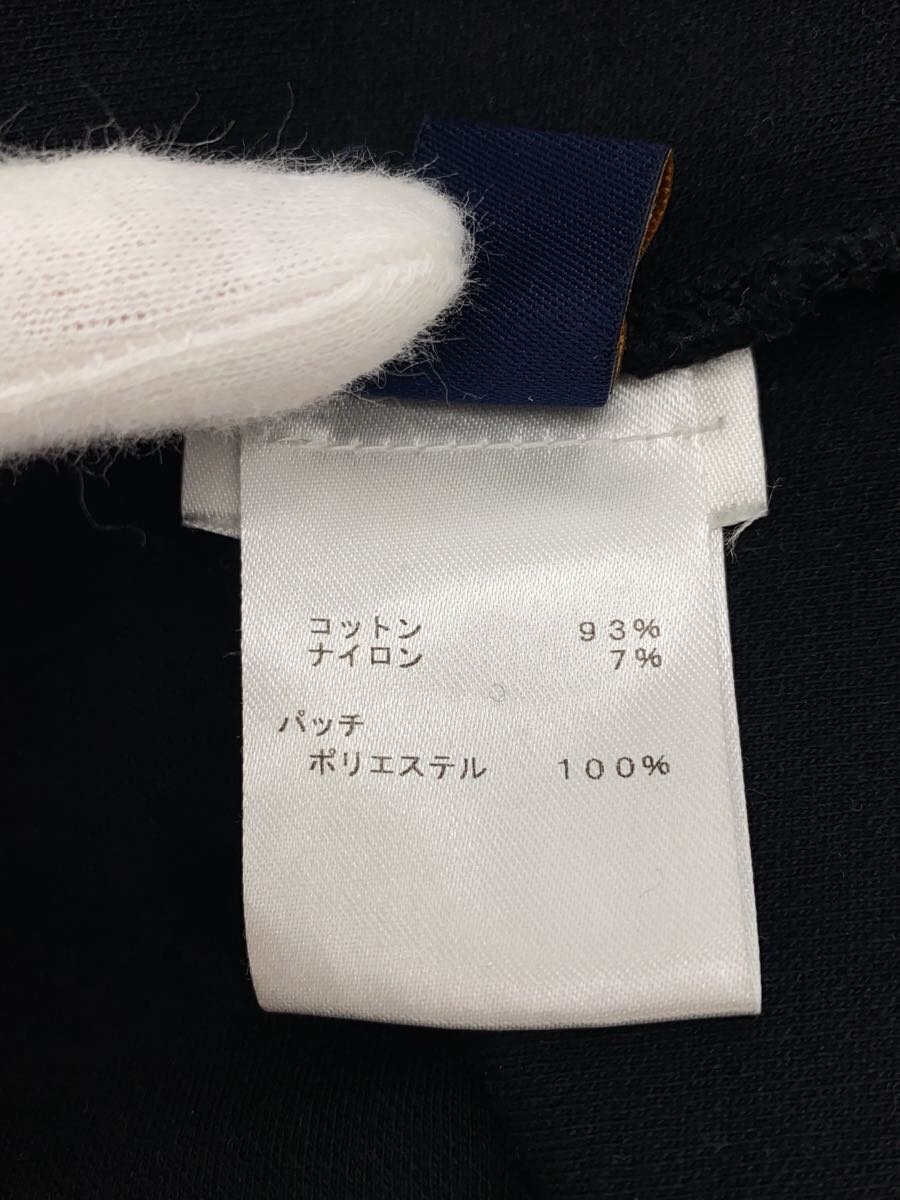 コットン 93%
ナイロン 7%
パッチ
ポリエステル 100%